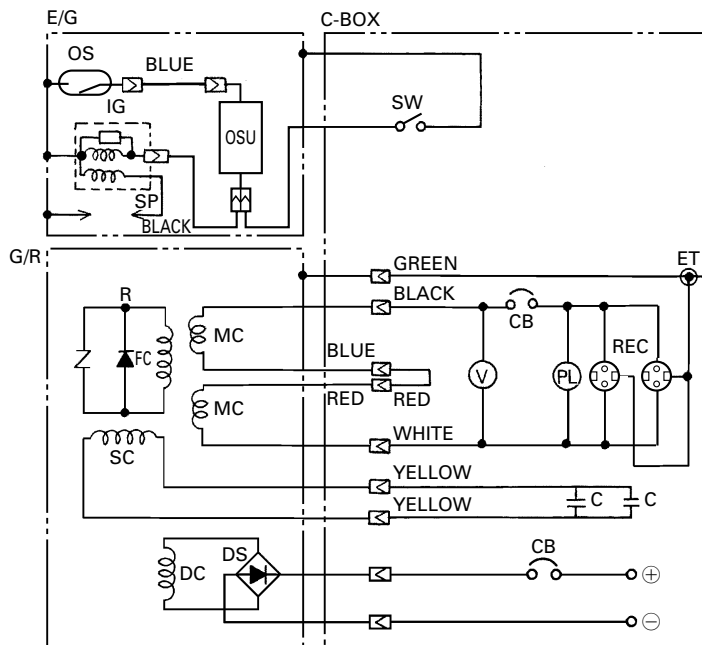 E/G
C-BOX
OS
BLUE
IG
SW
OSU
SP
BLACK
G/R
GREEN
ET
R
BLACK
MC
CB
FC
BLUE
REC
V
PL
MC
RED
RED
WHITE
SC
YELLOW
C
C
YELLOW
DS
CB
DC
+
−